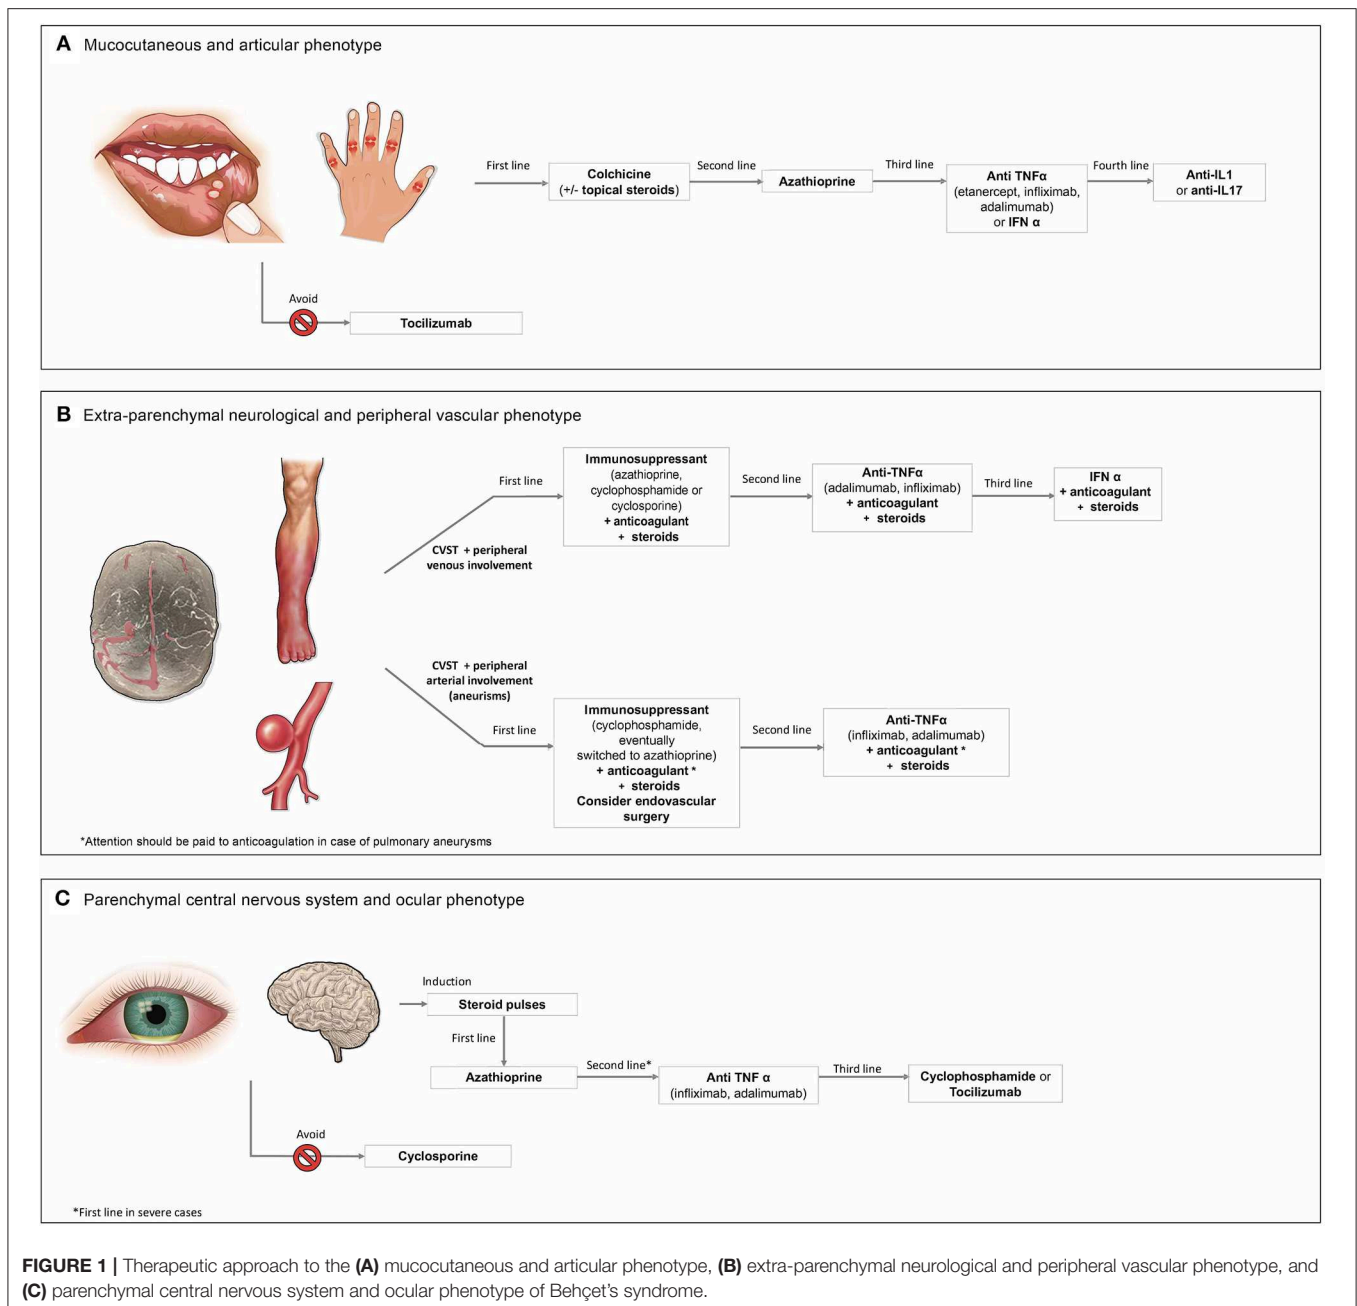 A Mucocutaneous and articular phenotype
First line
Colchicine
(+/- topical steroids)
Second line
Azathioprine
Third line
Anti TNFα
(etanercept, infliximab,
adalimumab)
or IFN α
Fourth line
Anti-IL1
or anti-IL17
Avoid
Tocilizumab
B Extra-parenchymal neurological and peripheral vascular phenotype
CVST + peripheral
venous involvement
First line
Immunosuppressant
(azathioprine,
cyclophosphamide or
cyclosporine)
+ anticoagulant
+ steroids
Second line
Anti-TNFα
(adalimumab, infliximab)
+ anticoagulant
+ steroids
Third line
IFN α
+ anticoagulant
+ steroids
CVST + peripheral
arterial involvement
(aneurisms)
First line
Immunosuppressant
(cyclophosphamide,
eventually
switched to azathioprine)
+ anticoagulant *
+ steroids
Consider endovascular
surgery
Second line
Anti-TNFα
(infliximab, adalimumab)
+ anticoagulant *
+ steroids
*Attention should be paid to anticoagulation in case of pulmonary aneurysms
C Parenchymal central nervous system and ocular phenotype
Induction
Steroid pulses
First line
Azathioprine
Second line*
Anti TNF α
(infliximab, adalimumab)
Third line
Cyclophosphamide or
Tocilizumab
Avoid
Cyclosporine
*First line in severe cases
FIGURE 1 | Therapeutic approach to the (A) mucocutaneous and articular phenotype, (B) extra-parenchymal neurological and peripheral vascular phenotype, and
(C) parenchymal central nervous system and ocular phenotype of Behçet's syndrome.